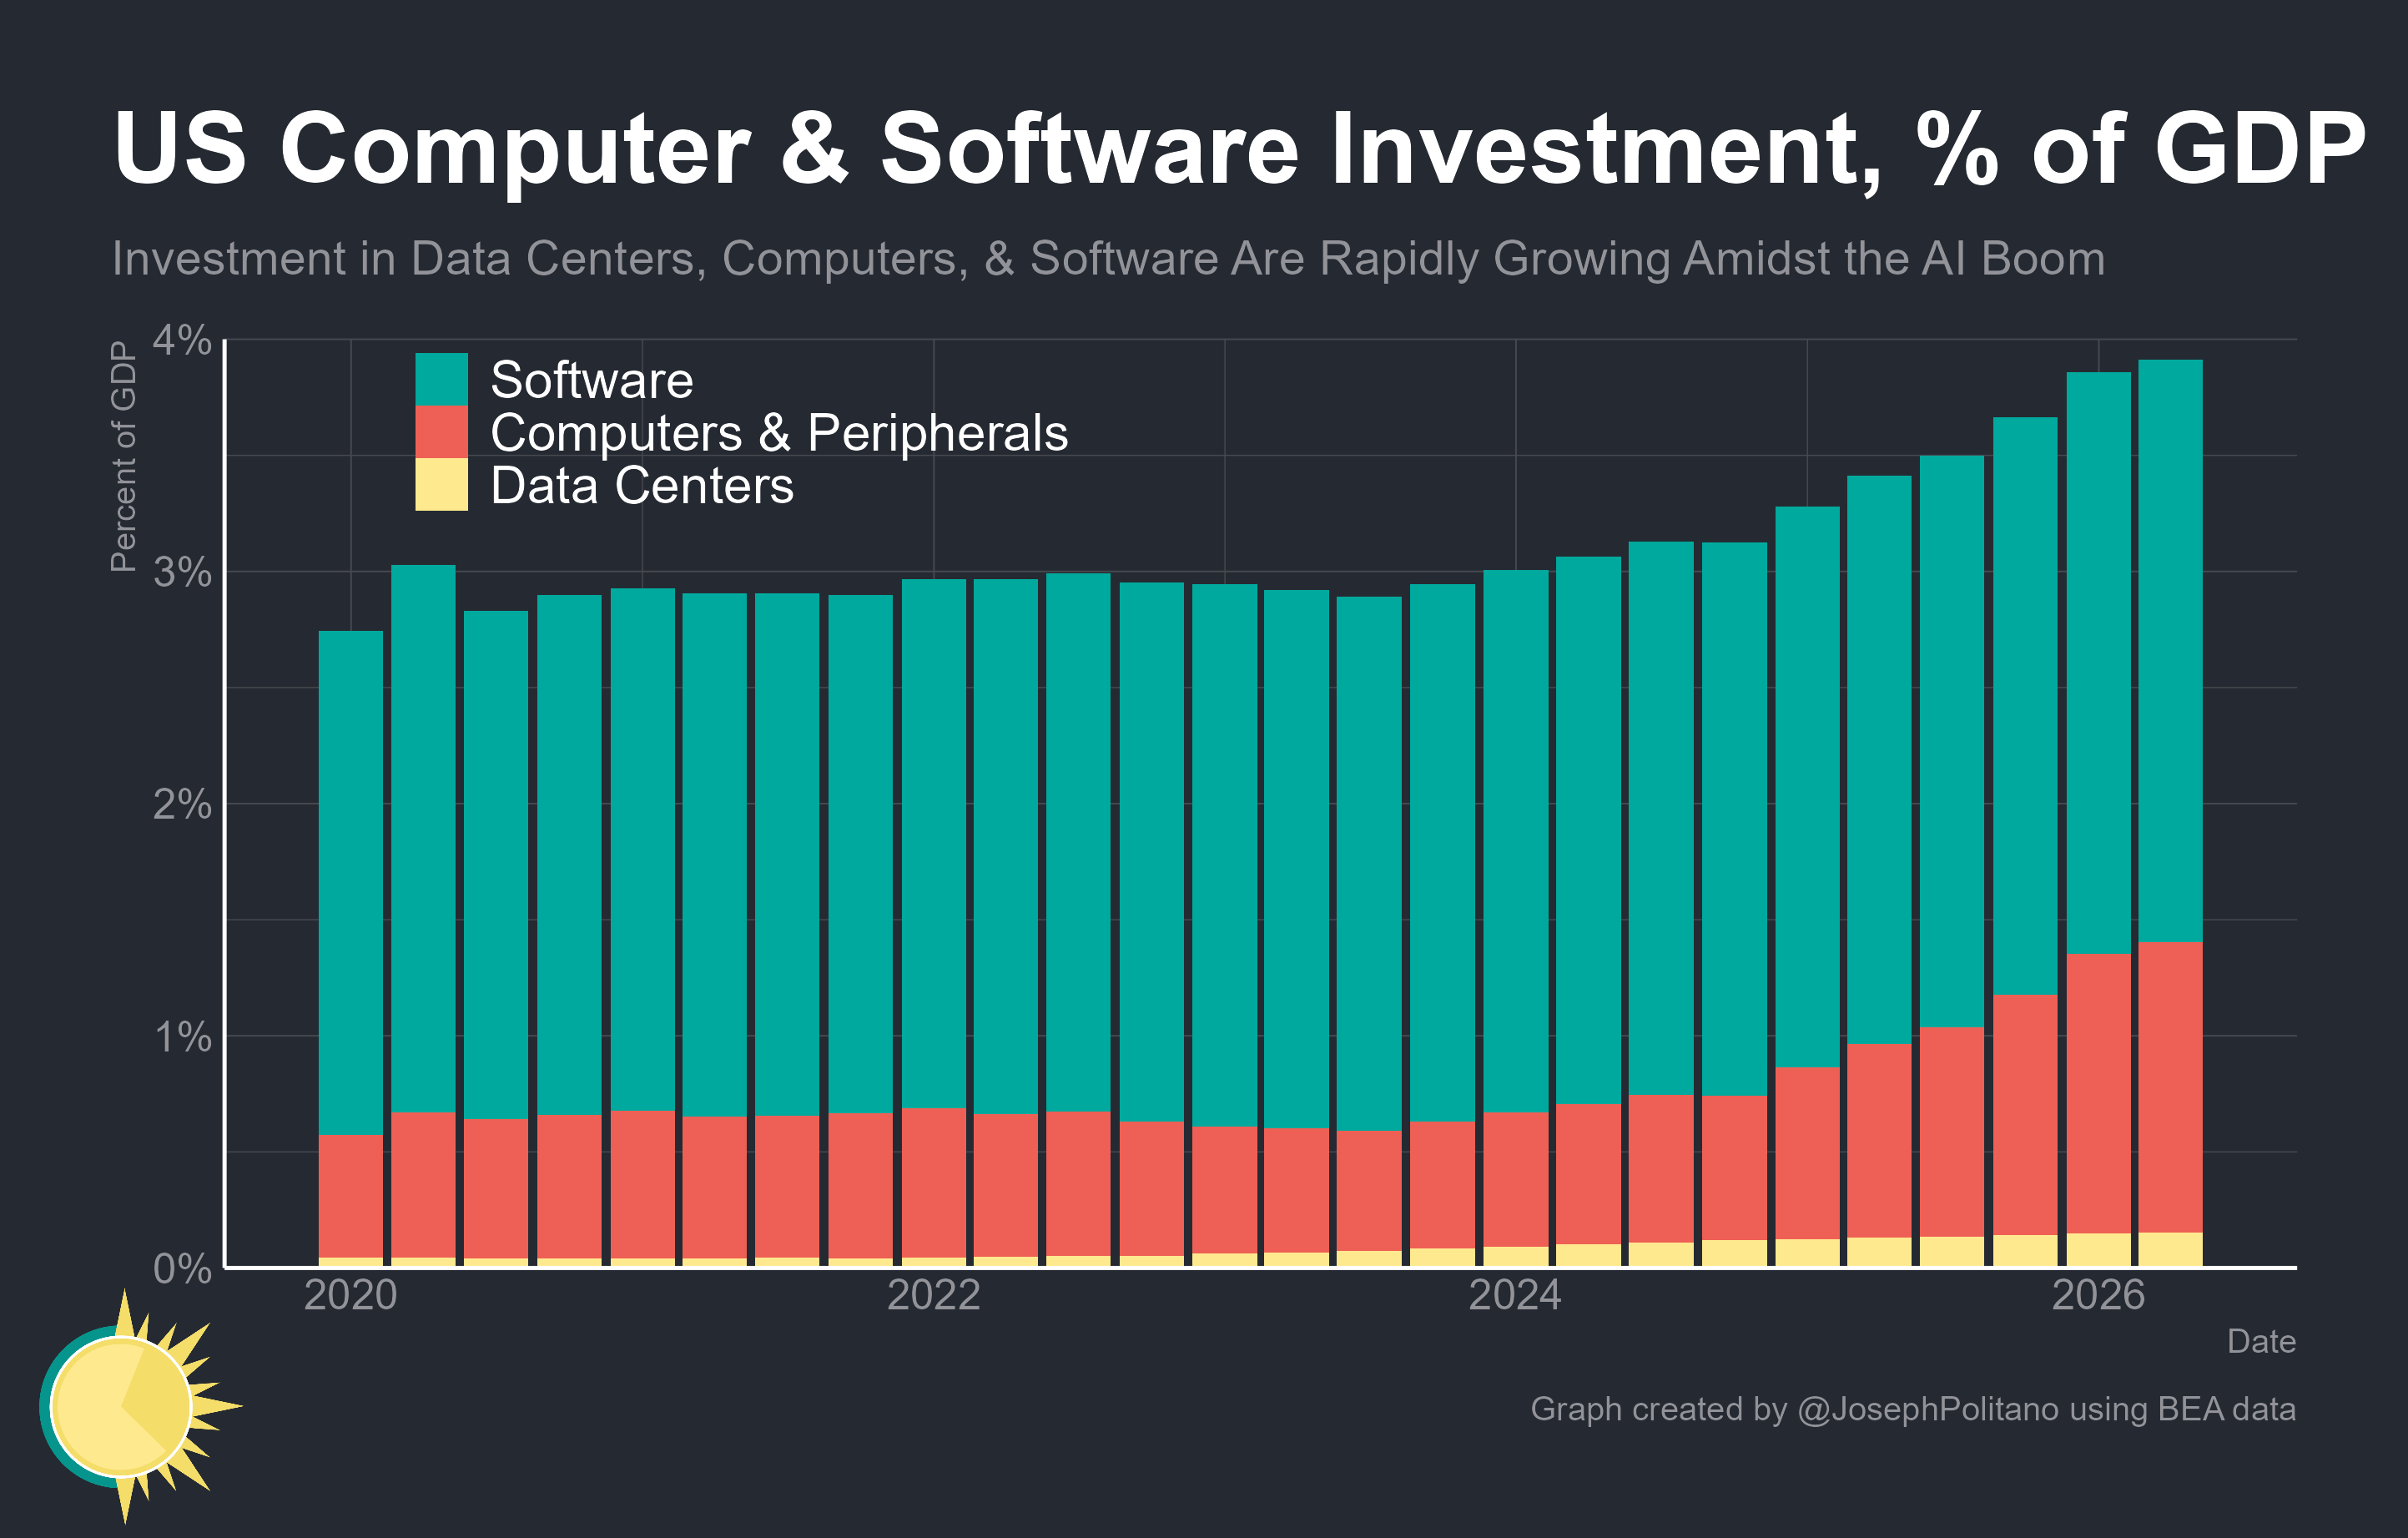 US Computer & Software Investment, % of GDP
Investment in Data Centers, Computers, & Software Are Rapidly Growing Amidst the AI Boom
Percent of GDP
4%
3%
2%
1%
0%
Software
Computers & Peripherals
Data Centers
2020
2022
2024
2026
Date
Graph created by @JosephPolitano using BEA data